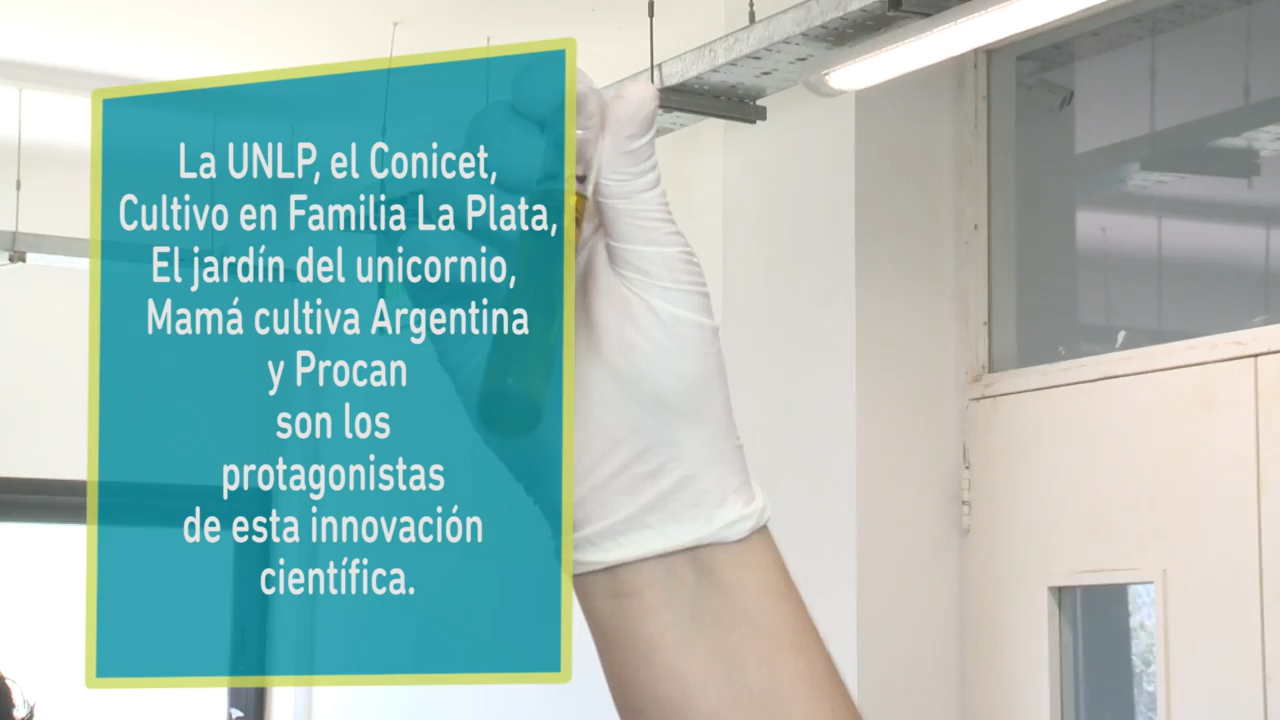 La UNLP, el Conicet,
Cultivo en Familia La Plata,
El jardín del unicornio,
Mamá cultiva Argentina
y Procan
son los
protagonistas
de esta innovación
científica.